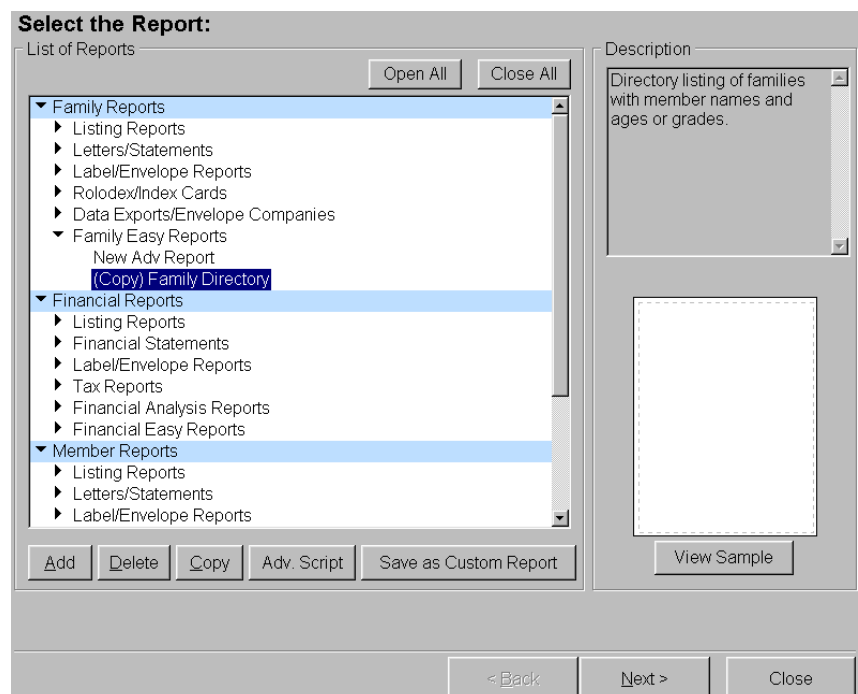 Select the Report:
List of Reports
Open All
Close All
Family Reports
Listing Reports
Letters/Statements
Label/Envelope Reports
Rolodex/Index Cards
Data Exports/Envelope Companies
Family Easy Reports
New Adv Report
(Copy) Family Directory
Financial Reports
Listing Reports
Financial Statements
Label/Envelope Reports
Tax Reports
Financial Analysis Reports
Financial Easy Reports
Member Reports
Listing Reports
Letters/Statements
Label/Envelope Reports
Add
Delete
Copy
Adv. Script
Save as Custom Report
Description
Directory listing of families
with member names and
ages or grades.
View Sample
< Back
Next >
Close